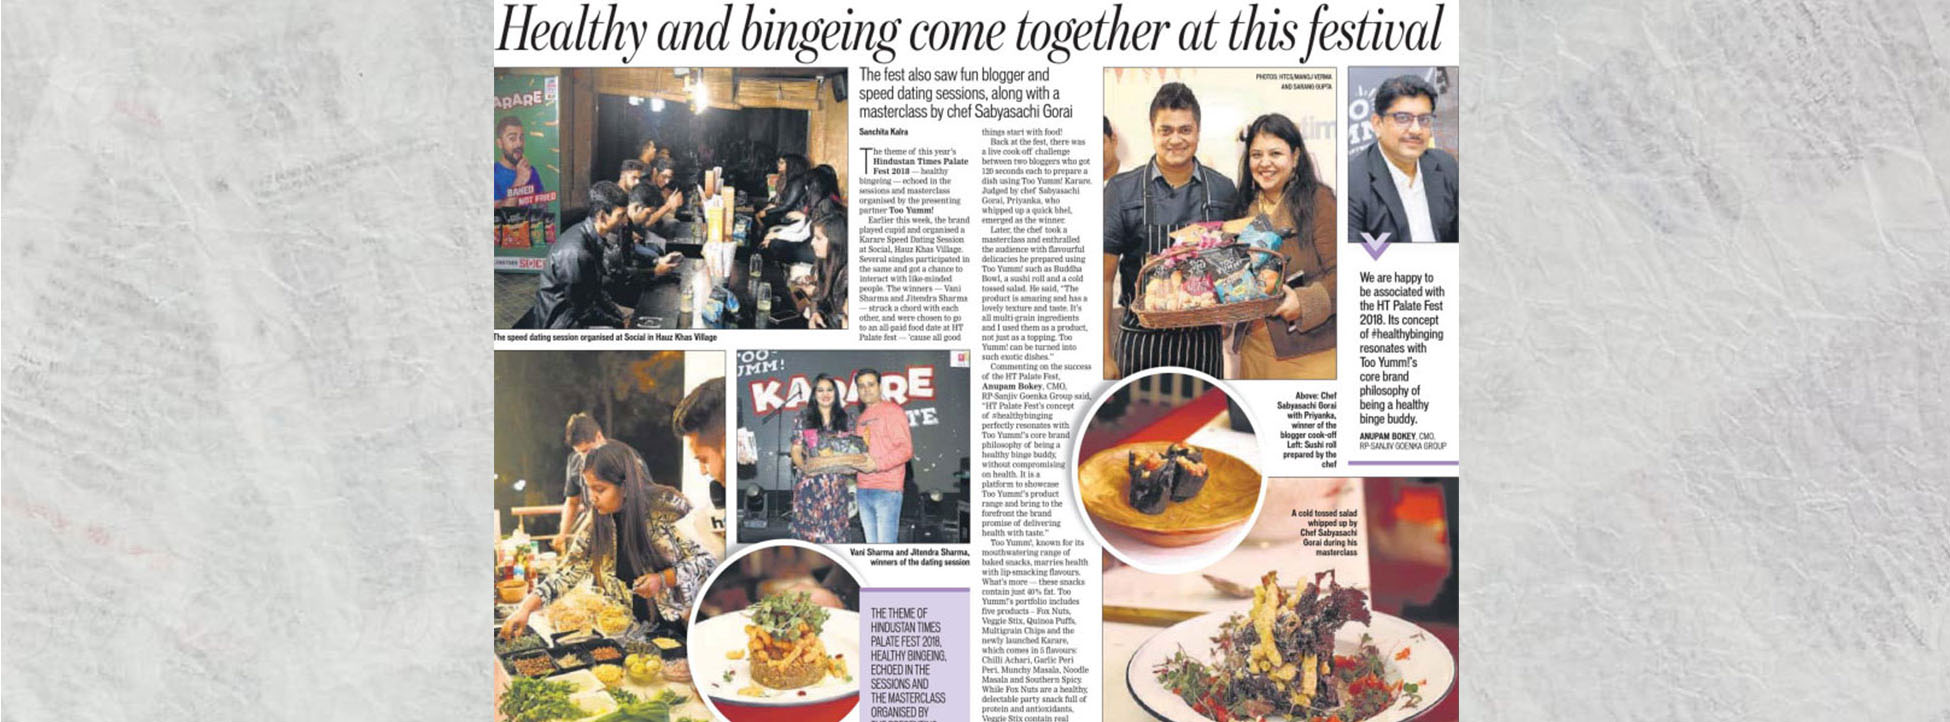 Healthy and bingeing come together at this festival
The fest also saw fun blogger and
speed dating sessions, along with a
masterclass by chef Sabyasachi Gorai
Sanchita Kalra
The theme of this year's
Hindustan Times Palate
Fest 2018 — healthy
bingeing — echoed in the
sessions and masterclass
organised by the presenting
partner Too Yumm!
Earlier this week, the brand
played cupid and organised a
Karare Speed Dating Session
at Social, Hauz Khas Village.
Several singles participated in
the same and got a chance to
interact with like-minded
people. The winners — Vani
Sharma and Jitendra Sharma
— struck a chord with each
other, and were chosen to go
to an all-paid food date at HT
Palate fest — 'cause all good
things start with food!
Back at the fest, there was
a live cook-off challenge
between two bloggers who got
120 seconds each to prepare a
dish using Too Yumm! Karare.
Judged by chef Sabyasachi
Gorai, Priyanka, who
whipped up a quick bhel,
emerged as the winner.
Later, the chef took a
masterclass and enthralled
the audience with flavourful
delicacies he prepared using
Too Yumm! such as Buddha
Bowl, a sushi roll and a cold
tossed salad. He said, "The
product is amazing and has a
lovely texture and taste. It's
all multi-grain ingredients
and I used them as a product,
not just as a topping. Too
Yumm! can be turned into
such exotic dishes."
Commenting on the success
of the HT Palate Fest,
Anupam Bokey, CMO,
RP-Sanjiv Goenka Group said,
"HT Palate Fest's concept
of #healthybinging
perfectly resonates with
Too Yumm!'s core brand
philosophy of being a
healthy binge buddy,
without compromising
on health. It is a
platform to showcase
Too Yumm!'s product
range and bring to the
forefront the brand
promise of delivering
health with taste."
Too Yumm!, known for its
mouthwatering range of
baked snacks, marries health
with lip-smacking flavours.
What's more — these snacks
contain just 40% fat. Too
Yumm!'s portfolio includes
five products – Fox Nuts,
Veggie Stix, Quinoa Puffs,
Multigrain Chips and the
newly launched Karare,
which comes in 5 flavours:
Chilli Achari, Garlic Peri
Peri, Munchy Masala, Noodle
Masala and Southern Spicy.
While Fox Nuts are a healthy,
delectable party snack full of
protein and antioxidants,
Veggie Stix contain real
ARARE
BAKED
NOT FRIED
The speed dating session organised at Social in Hauz Khas Village
KARARE
Vani Sharma and Jitendra Sharma,
winners of the dating session
THE THEME OF
HINDUSTAN TIMES
PALATE FEST 2018,
HEALTHY BINGEING,
ECHOED IN THE
SESSIONS AND
THE MASTERCLASS
ORGANISED BY
PHOTOS: HTCS/MANOJ VERMA
AND SARANG GUPTA
Above: Chef
Sabyasachi Gorai
with Priyanka,
winner of the
blogger cook-off
Left: Sushi roll
prepared by the
chef
A cold tossed salad
whipped up by
Chef Sabyasachi
Gorai during his
masterclass
We are happy to
be associated with
the HT Palate Fest
2018. Its concept
of #healthybinging
resonates with
Too Yumm!'s
core brand
philosophy of
being a healthy
binge buddy.
ANUPAM BOKEY, CMO,
RP-SANJIV GOENKA GROUP